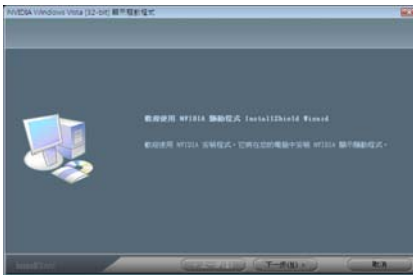 NVIDIA Windows Vista (32-bit) 顯示驅動程式
歡迎使用 NVIDIA 驅動程式 InstallShield Wizard
歡迎使用 NVIDIA 安裝程式。它將在您的電腦中安裝 NVIDIA 顯示驅動程式。
InstallShield
下一步(N) >
取消